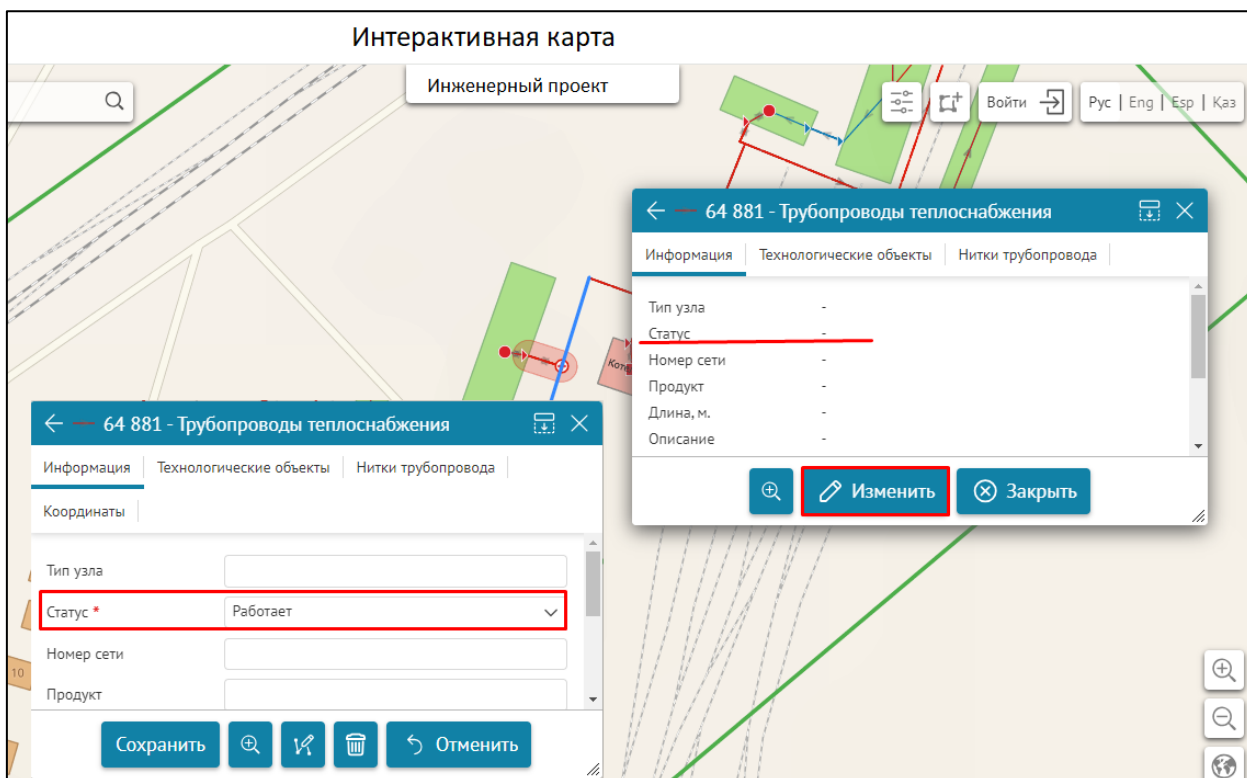 Интерактивная карта
Инженерный проект
Войти
Рус | Eng | Esp | Қаз
64 881 - Трубопроводы теплоснабжения
Информация Технологические объекты Нитки трубопровода
Тип узла -
Статус -
Номер сети -
Продукт -
Длина, м. -
Описание -
Изменить Закрыть
64 881 - Трубопроводы теплоснабжения
Информация Технологические объекты Нитки трубопровода
Координаты
Тип узла
Статус * Работает
Номер сети
Продукт
Сохранить Отменить
10